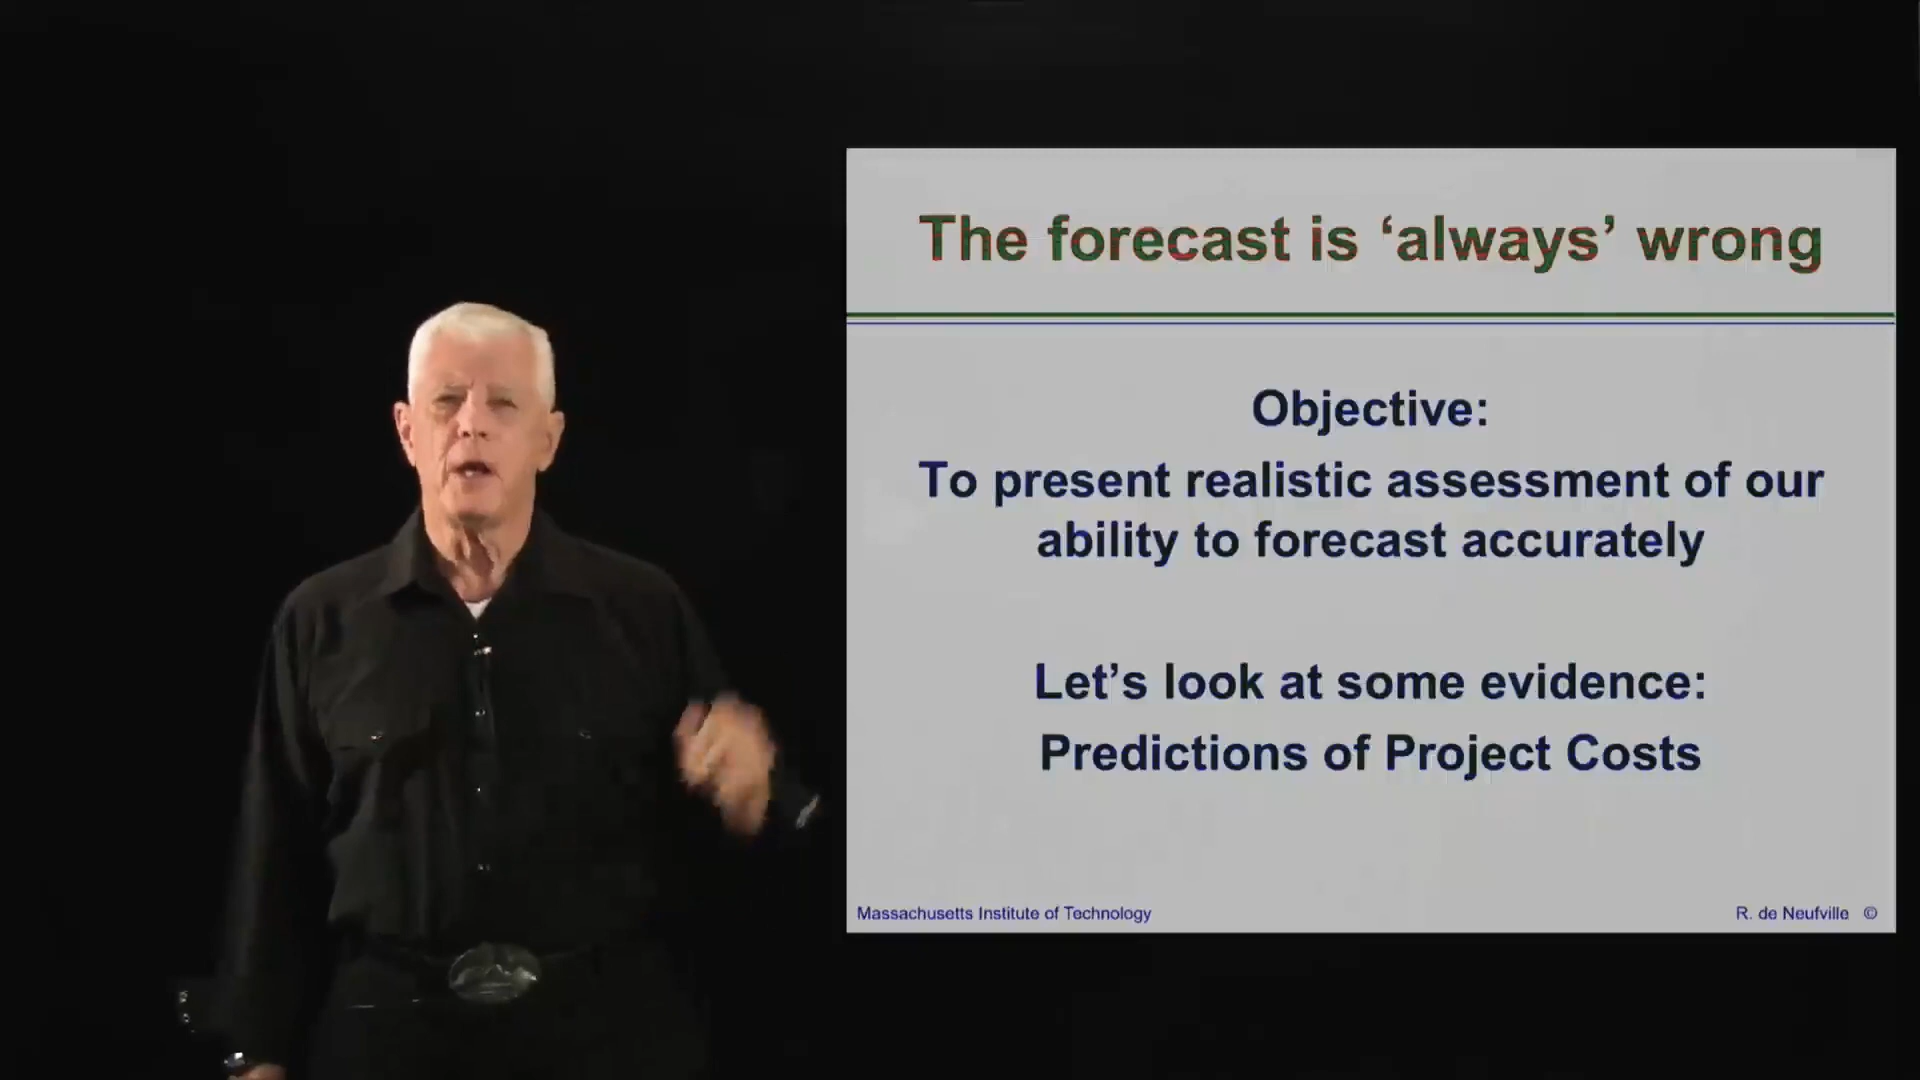 The forecast is ‘always’ wrong
Objective:
To present realistic assessment of our
ability to forecast accurately
Let’s look at some evidence:
Predictions of Project Costs
Massachusetts Institute of Technology
R. de Neufville ©